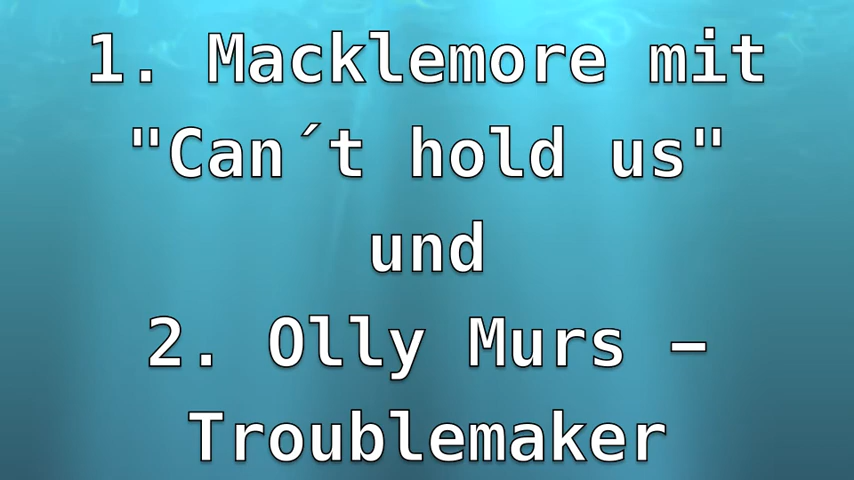 1. Macklemore mit
"Can´t hold us"
und
2. Olly Murs –
Troublemaker